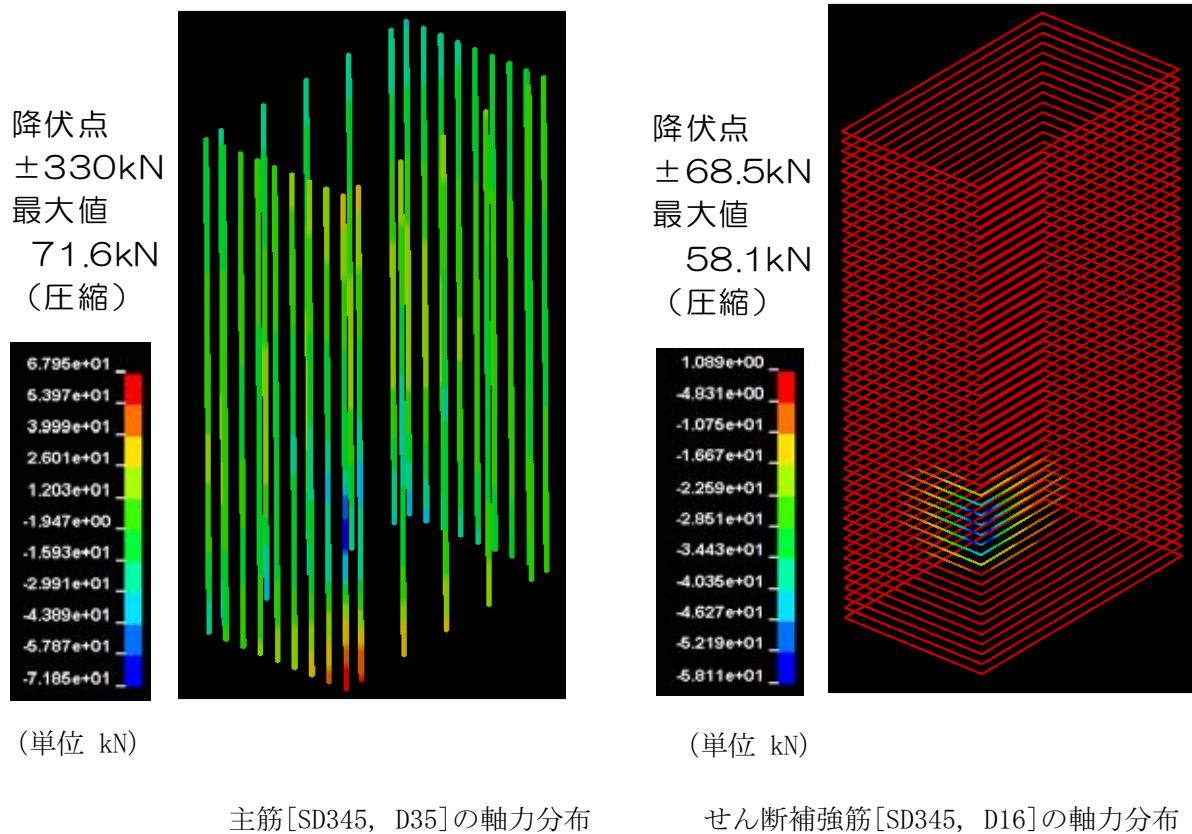 降伏点
±330kN
最大値
71.6kN
（圧縮）
6.795e+01
5.397e+01
3.999e+01
2.601e+01
1.203e+01
-1.947e+00
-1.593e+01
-2.991e+01
-4.389e+01
-5.787e+01
-7.185e+01
(単位 kN)
主筋[SD345, D35]の軸力分布
降伏点
±68.5kN
最大値
58.1kN
（圧縮）
1.089e+00
-4.831e+00
-1.075e+01
-1.667e+01
-2.259e+01
-2.851e+01
-3.443e+01
-4.035e+01
-4.627e+01
-5.219e+01
-5.811e+01
(単位 kN)
せん断補強筋[SD345, D16]の軸力分布